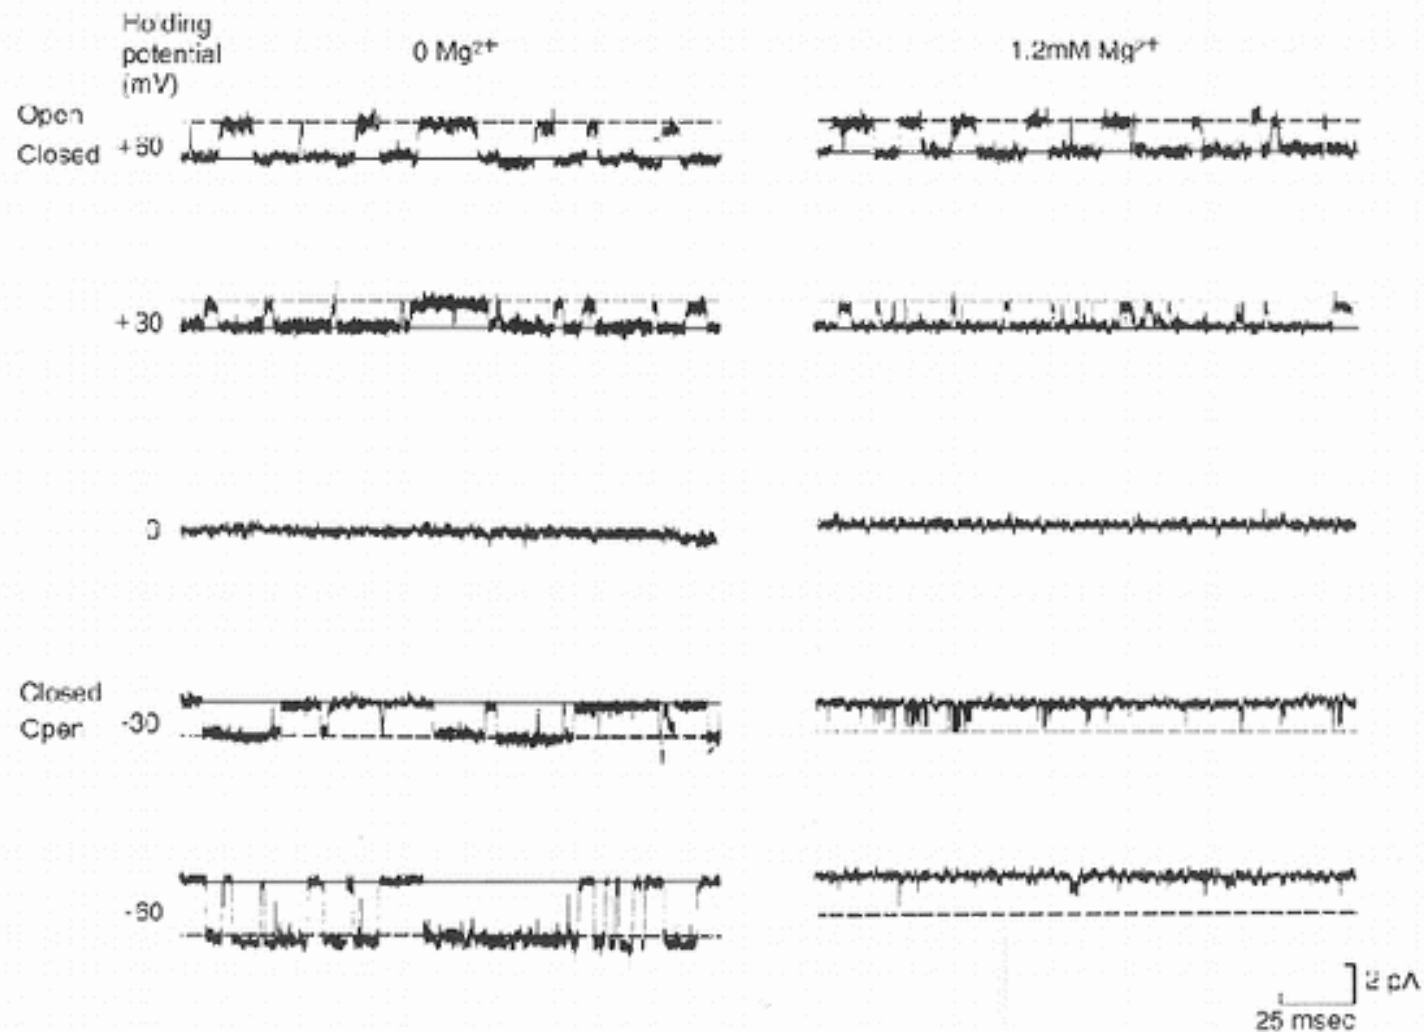 Holding
potential
(mV)
0 Mg²⁺
1.2mM Mg²⁺
Open
Closed
+60
+30
0
Closed
Open
-30
-60
2 pA
25 msec